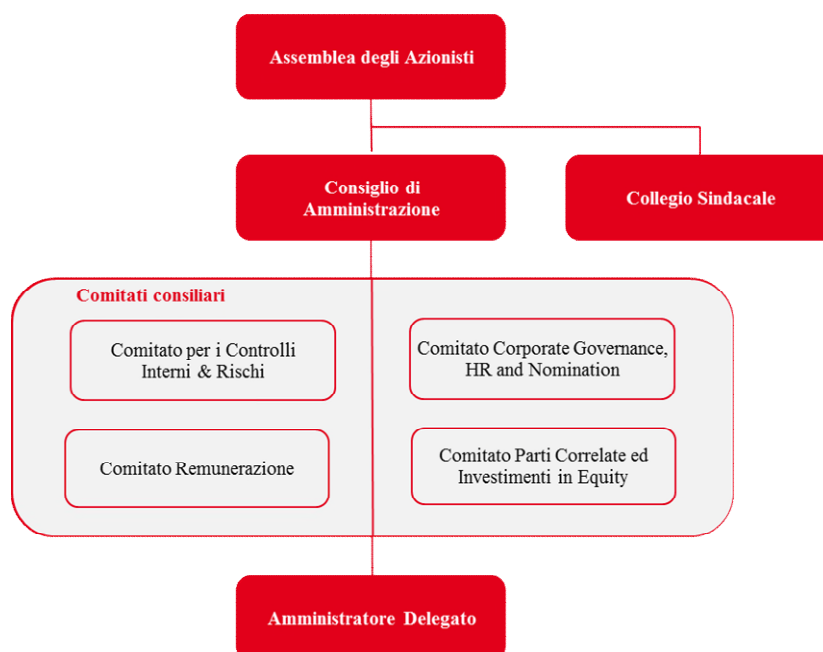 Assemblea degli Azionisti
Consiglio di
Amministrazione
Collegio Sindacale
Comitati consiliari
Comitato per i Controlli
Interni & Rischi
Comitato Corporate Governance,
HR and Nomination
Comitato Remunerazione
Comitato Parti Correlate ed
Investimenti in Equity
Amministratore Delegato